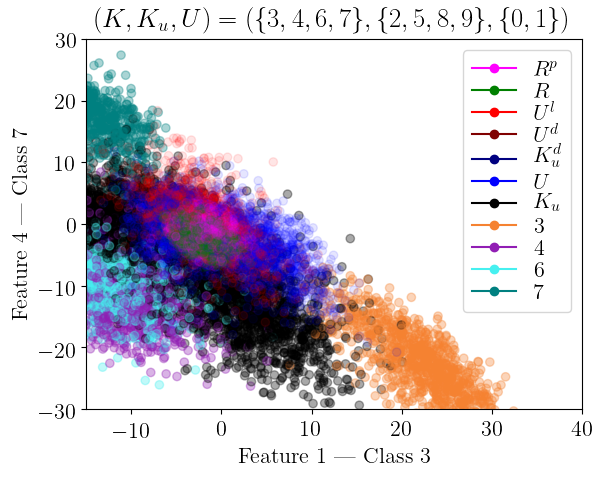 (K, K_u, U) = ({3, 4, 6, 7}, {2, 5, 8, 9}, {0, 1})
30
20
10
0
−10
−20
−30
Feature 4 — Class 7
R^p
R
U^l
U^d
K_u^d
U
K_u
3
4
6
7
−10
0
10
20
30
40
Feature 1 — Class 3